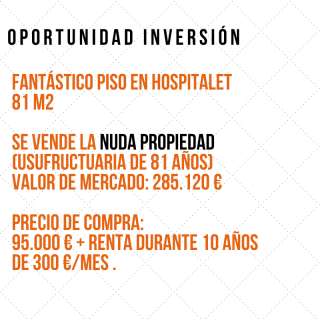 OPORTUNIDAD INVERSIÓN
FANTÁSTICO PISO EN HOSPITALET
81 M2
SE VENDE LA NUDA PROPIEDAD
(USUFRUCTUARIA DE 81 AÑOS)
VALOR DE MERCADO: 285.120 €
PRECIO DE COMPRA:
95.000 € + RENTA DURANTE 10 AÑOS
DE 300 €/MES .